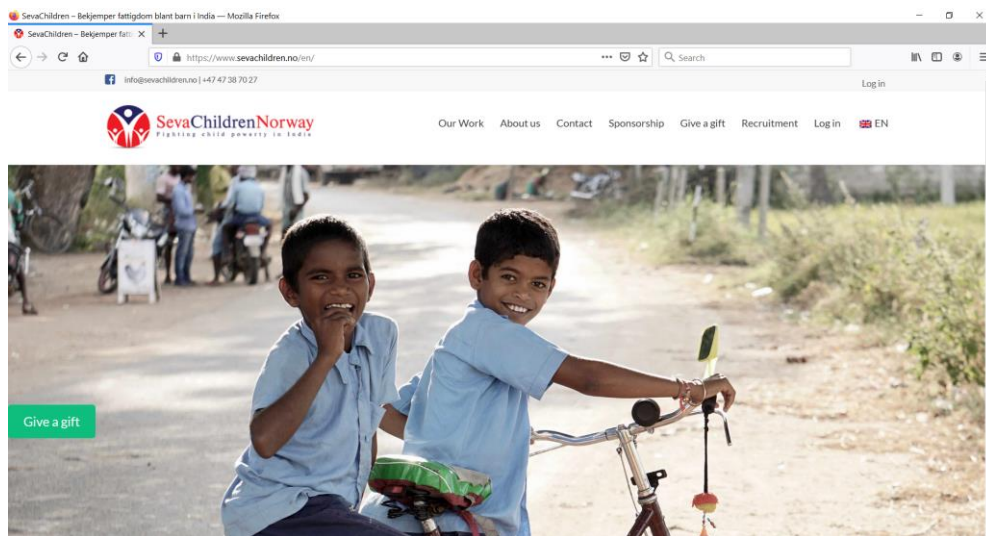 SevaChildren – Bekjemper fattigdom blant barn i India — Mozilla Firefox
SevaChildren – Bekjemper fatti
https://www.sevachildren.no/en/
Search
info@sevachildren.no | +47 47 38 70 27
Log in
SevaChildrenNorway
Fighting child poverty in India
Our Work About us Contact Sponsorship Give a gift Recruitment Log in EN
Give a gift